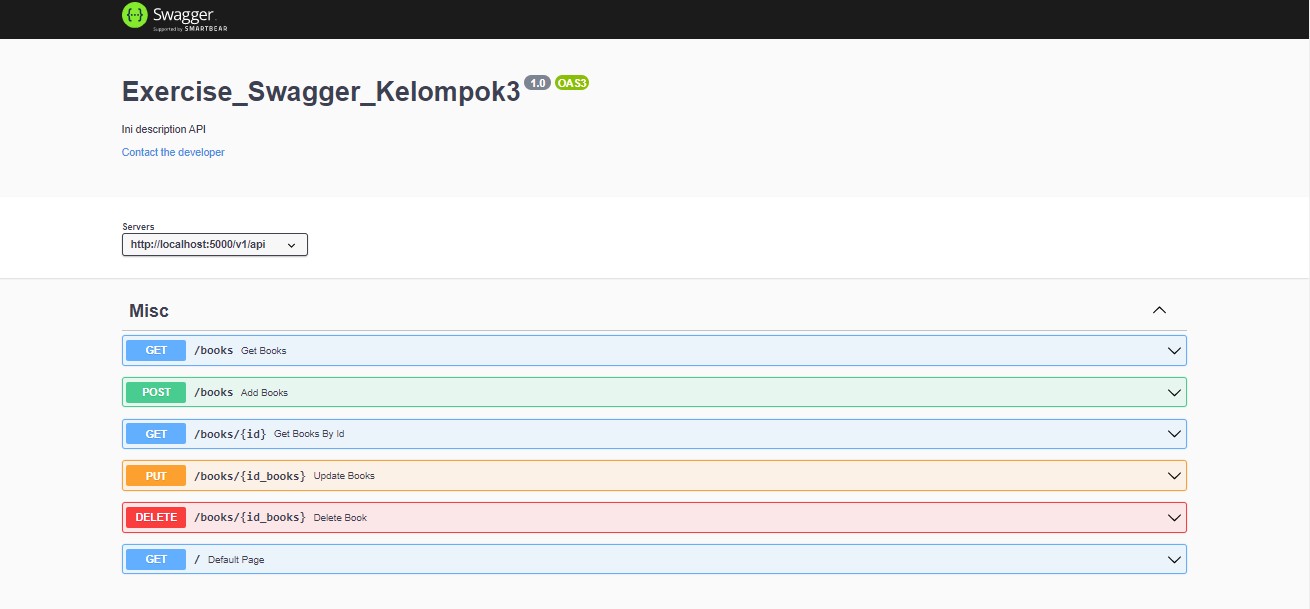 Swagger
Supported by SMARTBEAR
Exercise_Swagger_Kelompok3 1.0 OAS3
Ini description API
Contact the developer
Servers
http://localhost:5000/v1/api
Misc
GET /books Get Books
POST /books Add Books
GET /books/{id} Get Books By Id
PUT /books/{id_books} Update Books
DELETE /books/{id_books} Delete Book
GET / Default Page